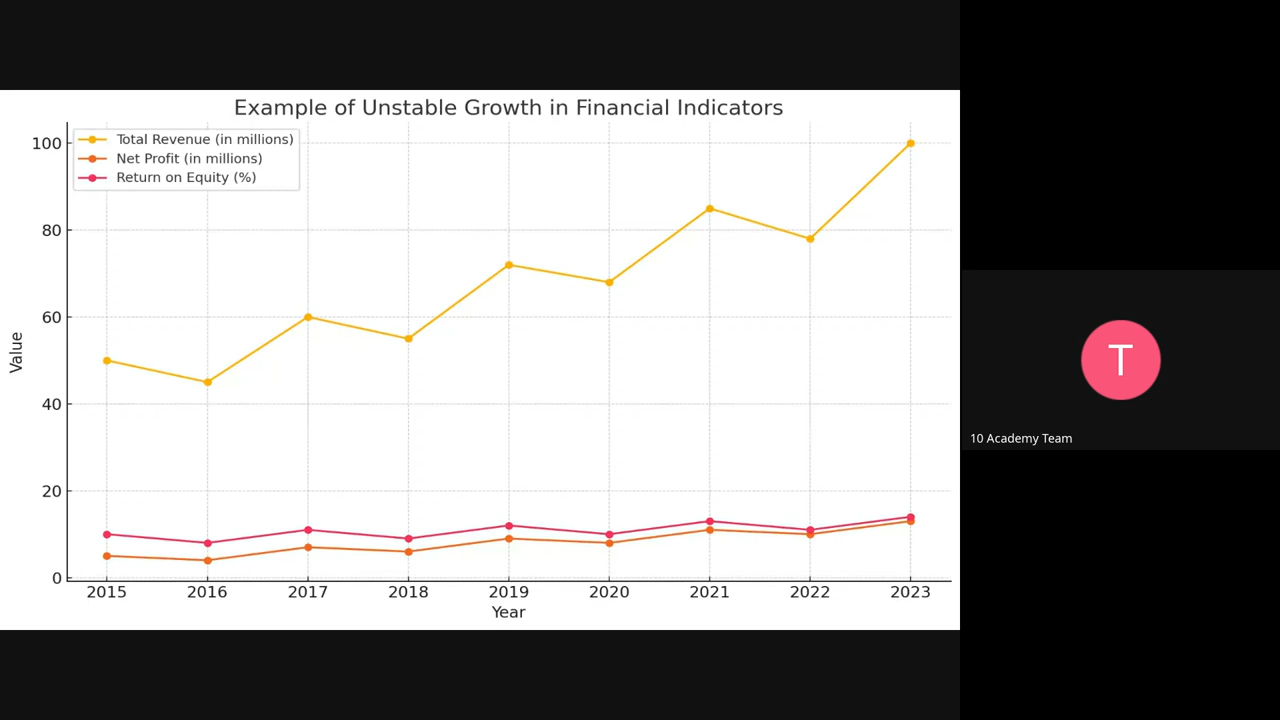 Example of Unstable Growth in Financial Indicators
Total Revenue (in millions)
Net Profit (in millions)
Return on Equity (%)
100
80
60
40
20
0
Value
2015 2016 2017 2018 2019 2020 2021 2022 2023
Year
T
10 Academy Team